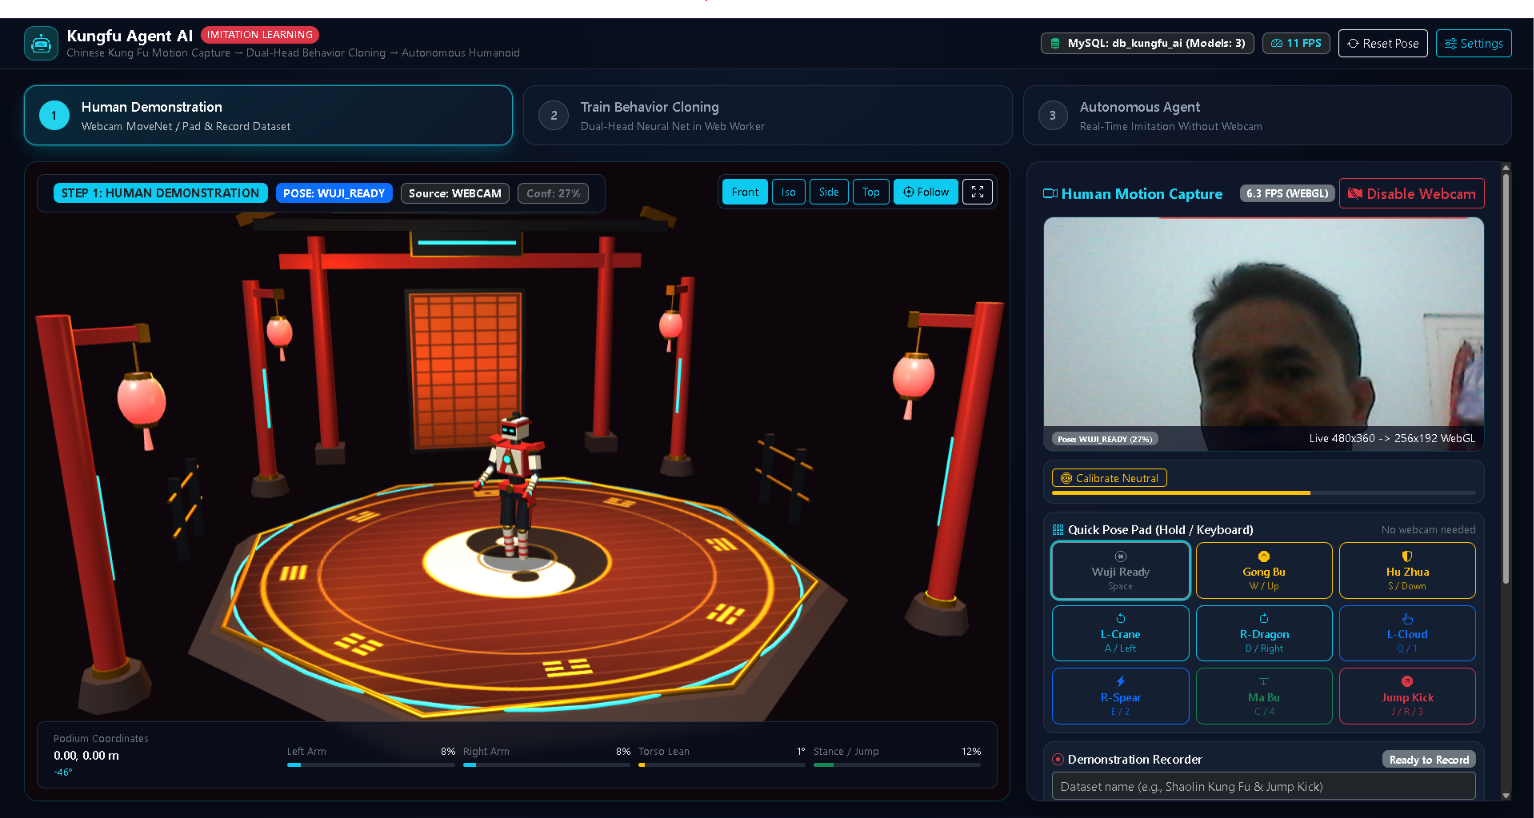 Kungfu Agent AI IMITATION LEARNING
Chinese Kung Fu Motion Capture → Dual-Head Behavior Cloning → Autonomous Humanoid
MySQL: db_kungfu_ai (Models: 3)
11 FPS
Reset Pose
Settings
1
Human Demonstration
Webcam MoveNet / Pad & Record Dataset
2
Train Behavior Cloning
Dual-Head Neural Net in Web Worker
3
Autonomous Agent
Real-Time Imitation Without Webcam
STEP 1: HUMAN DEMONSTRATION
POSE: WUJI_READY
Source: WEBCAM
Conf: 27%
Front
Iso
Side
Top
Follow
Podium Coordinates
0.00, 0.00 m
-46°
Left Arm 8%
Right Arm 8%
Torso Lean 1°
Stance / Jump 12%
Human Motion Capture
6.3 FPS (WEBGL)
Disable Webcam
Pose: WUJI_READY (27%)
Live 480x360 -> 256x192 WebGL
Calibrate Neutral
Quick Pose Pad (Hold / Keyboard)
No webcam needed
Wuji Ready
Space
Gong Bu
W / Up
Hu Zhua
S / Down
L-Crane
A / Left
R-Dragon
D / Right
L-Cloud
Q / 1
R-Spear
E / 2
Ma Bu
C / 4
Jump Kick
J / R / 3
Demonstration Recorder
Ready to Record
Dataset name (e.g., Shaolin Kung Fu & Jump Kick)